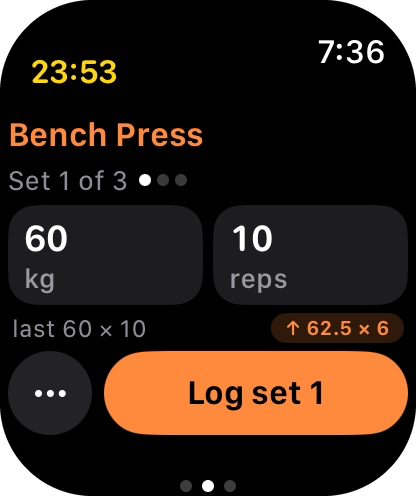 7:36
23:53
Bench Press
Set 1 of 3
60
kg
10
reps
last 60 × 10
↑ 62.5 × 6
Log set 1